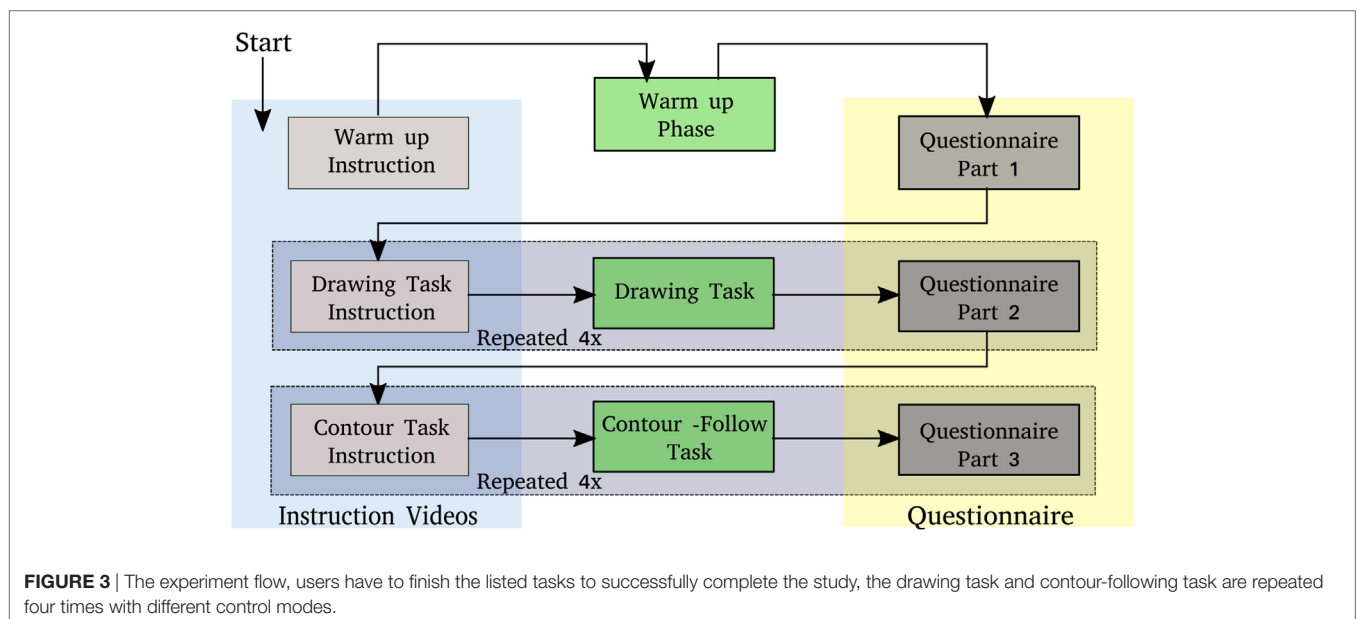 Start
Warm up
Instruction
Warm up
Phase
Questionnaire
Part 1
Drawing Task
Instruction
Drawing Task
Questionnaire
Part 2
Repeated 4x
Contour Task
Instruction
Contour -Follow
Task
Questionnaire
Part 3
Repeated 4x
Instruction Videos
Questionnaire
FIGURE 3 | The experiment flow, users have to finish the listed tasks to successfully complete the study, the drawing task and contour-following task are repeated
four times with different control modes.